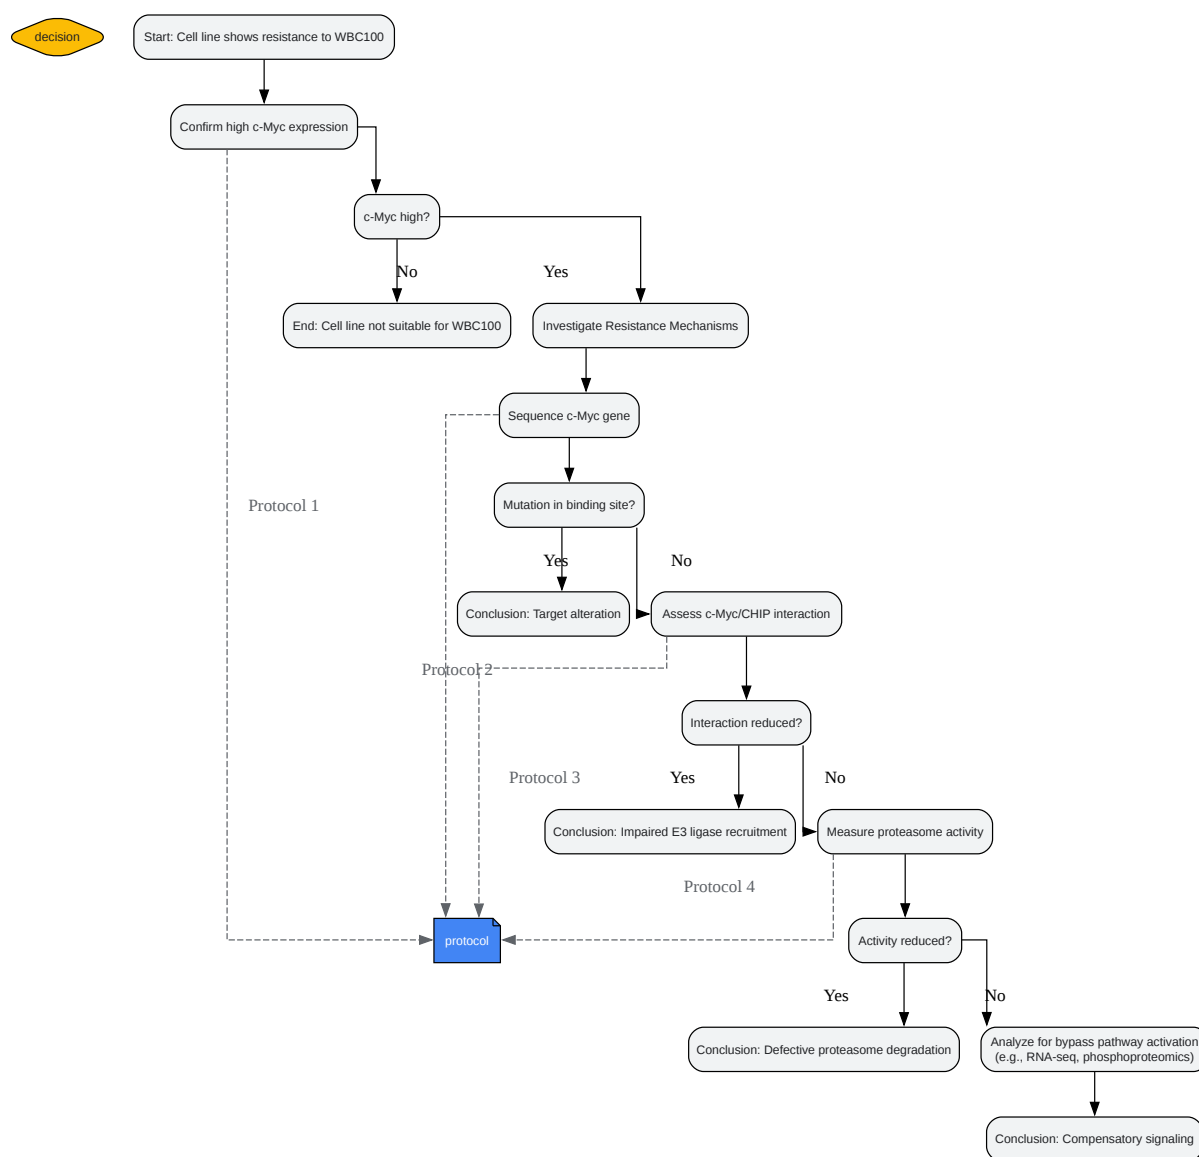 decision
Start: Cell line shows resistance to WBC100
Confirm high c-Myc expression
c-Myc high?
No
Yes
End: Cell line not suitable for WBC100
Investigate Resistance Mechanisms
Sequence c-Myc gene
Protocol 1
Mutation in binding site?
Yes
No
Conclusion: Target alteration
Assess c-Myc/CHIP interaction
Protocol 2
Interaction reduced?
Protocol 3
Yes
No
Conclusion: Impaired E3 ligase recruitment
Measure proteasome activity
Protocol 4
protocol
Activity reduced?
Yes
No
Conclusion: Defective proteasome degradation
Analyze for bypass pathway activation
(e.g., RNA-seq, phosphoproteomics)
Conclusion: Compensatory signaling